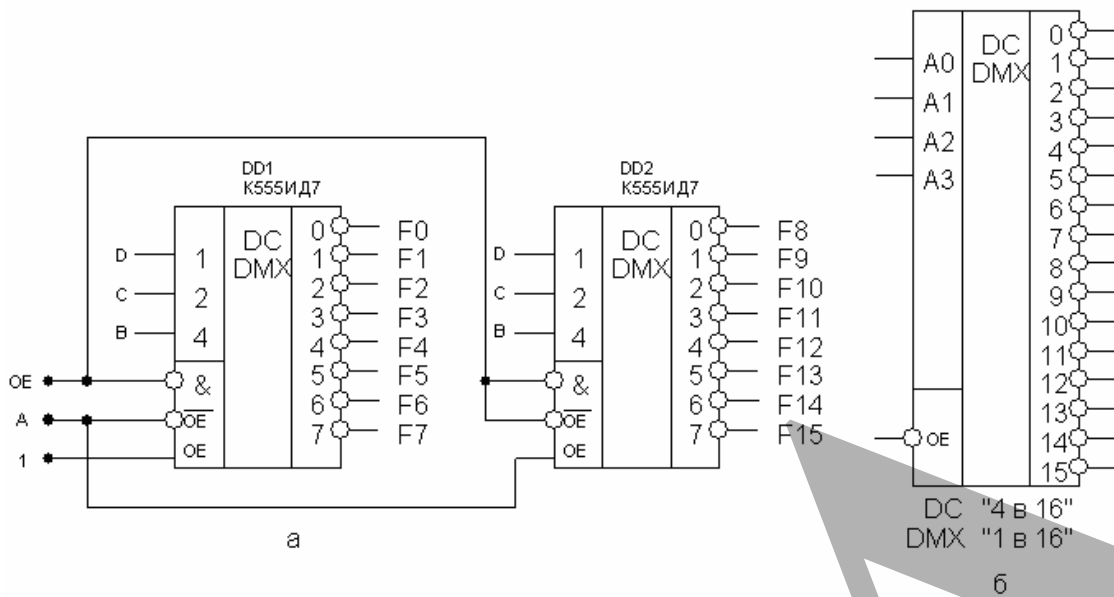 DD1
К555ИД7
DC
DMX
1
2
4
&
OE
OE
0
1
2
3
4
5
6
7
F0
F1
F2
F3
F4
F5
F6
F7
D
C
B
OE
A
1
DD2
К555ИД7
DC
DMX
1
2
4
&
OE
OE
0
1
2
3
4
5
6
7
F8
F9
F10
F11
F12
F13
F14
F15
D
C
B
а
A0
A1
A2
A3
OE
DC
DMX
0
1
2
3
4
5
6
7
8
9
10
11
12
13
14
15
DC "4 в 16"
DMX "1 в 16"
б